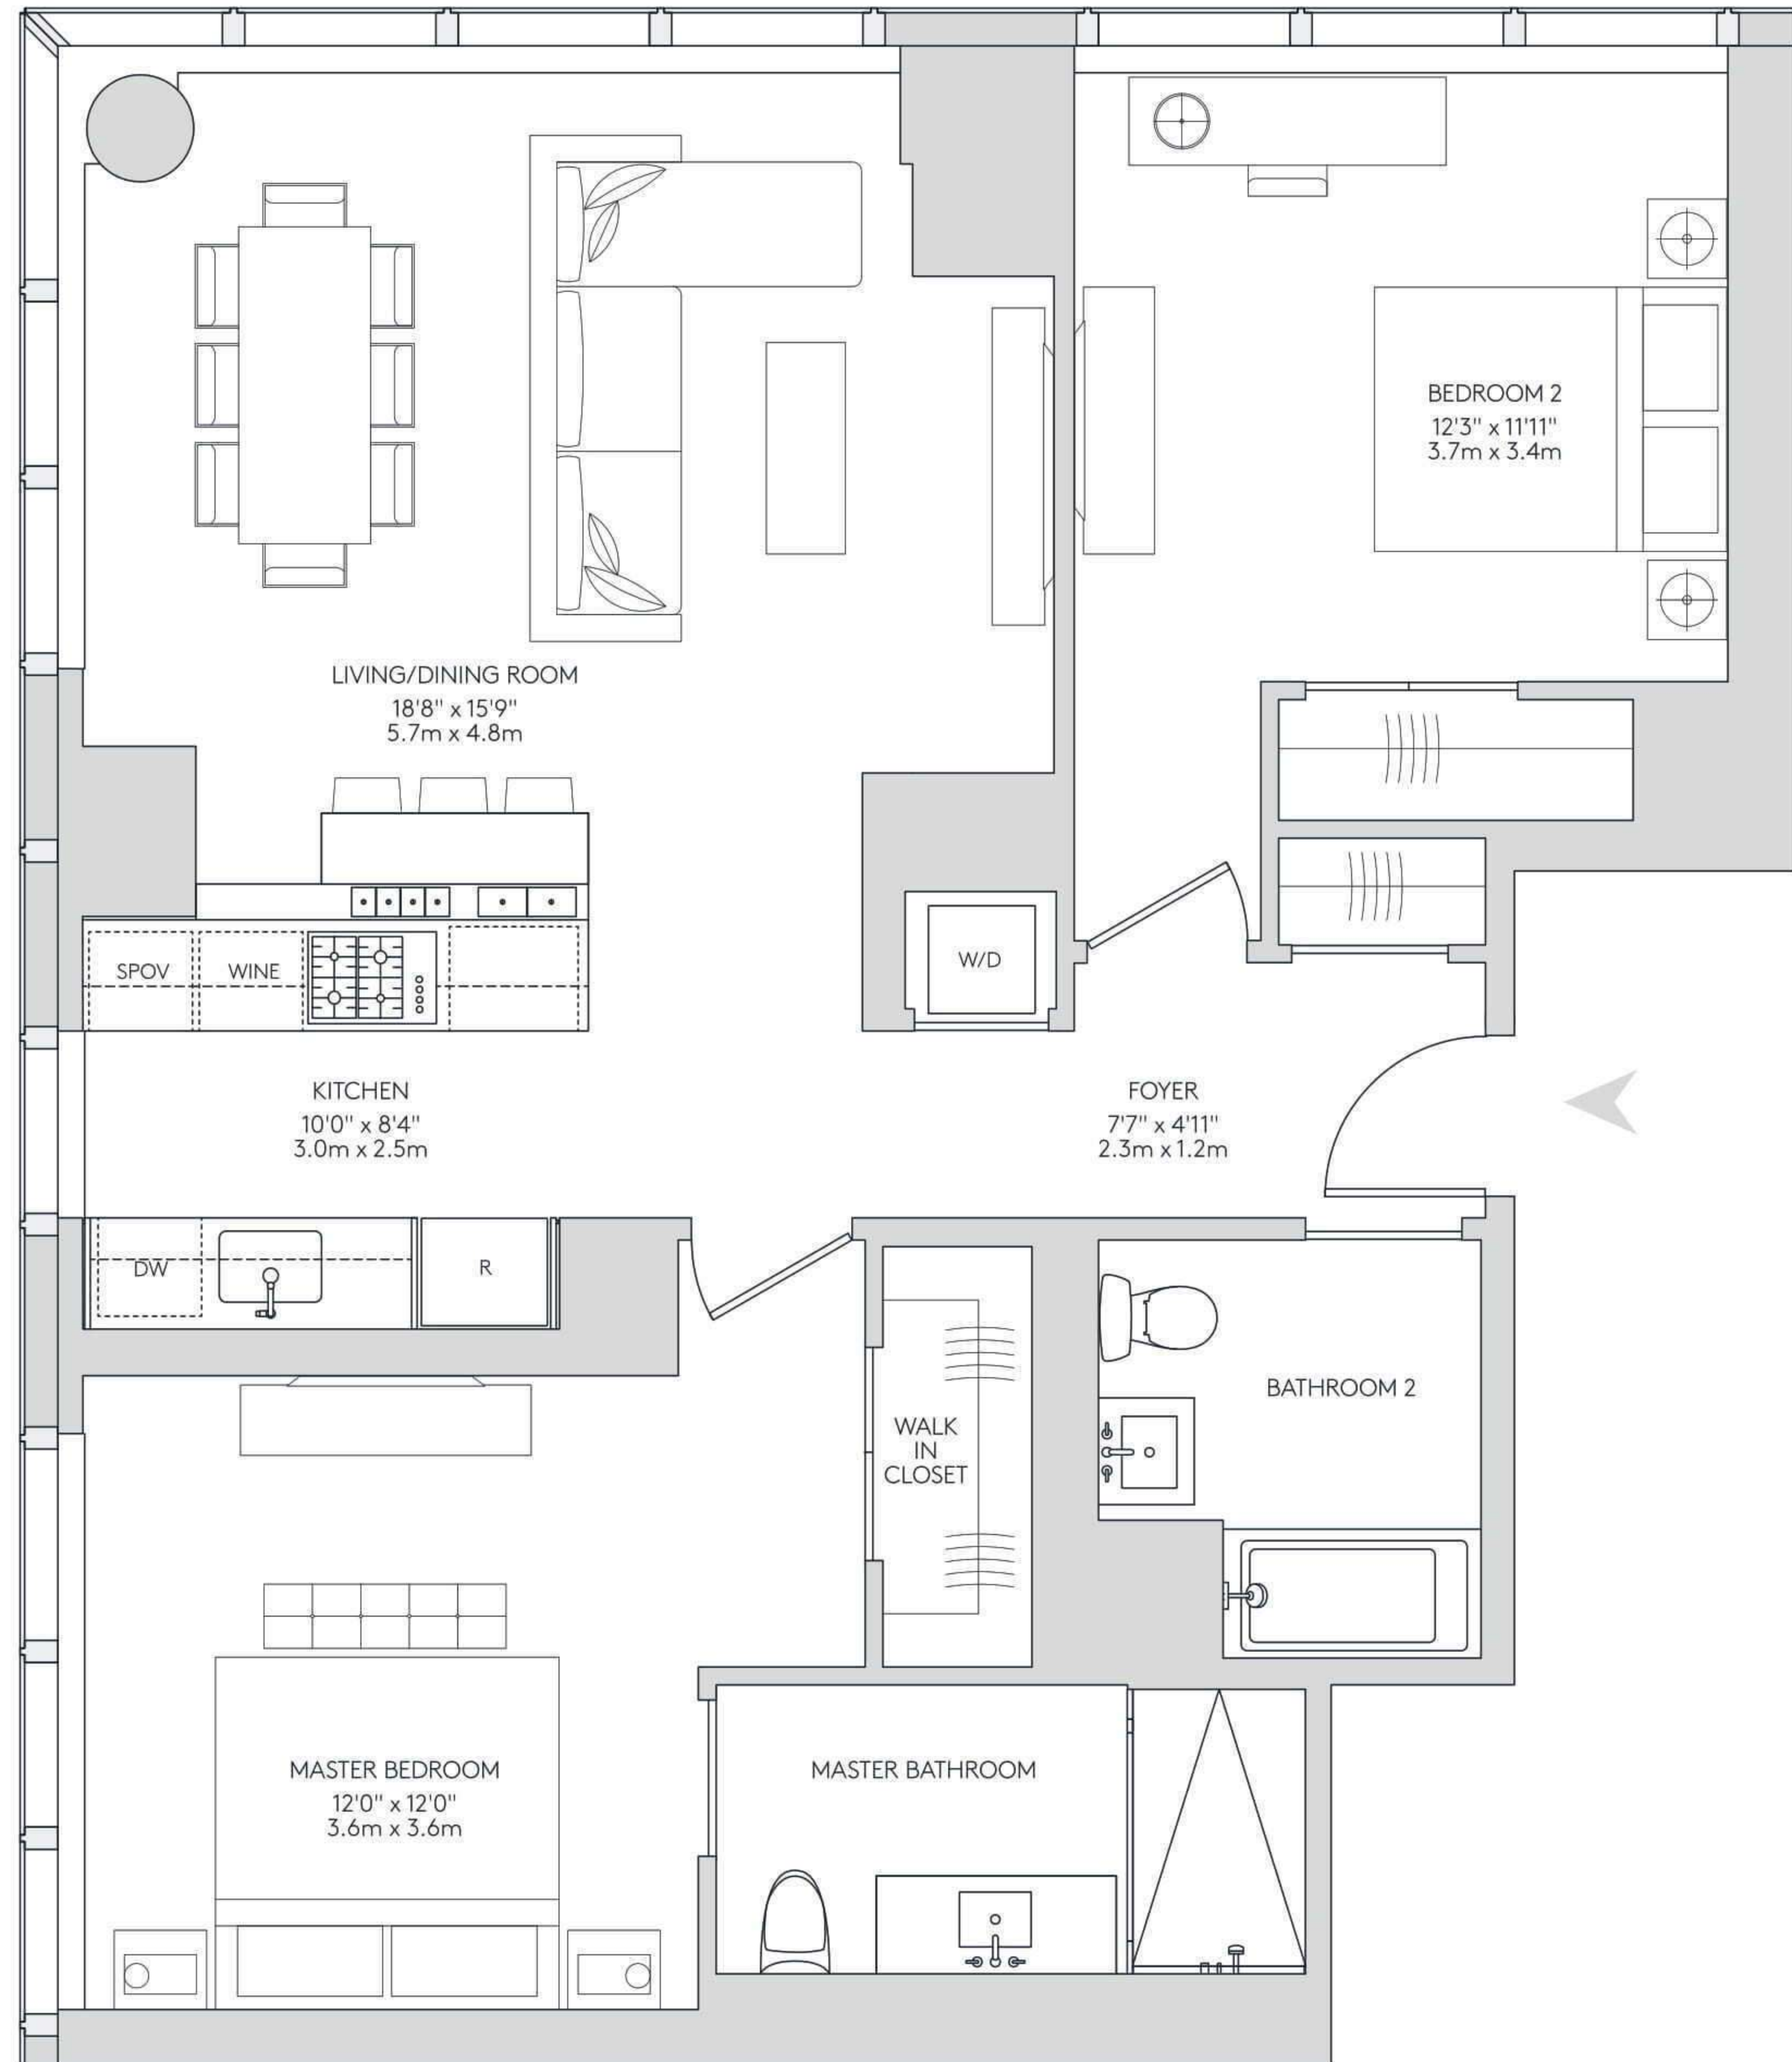 BEDROOM 2
12'3" x 11'11"
3.7m x 3.4m
LIVING/DINING ROOM
18'8" x 15'9"
5.7m x 4.8m
SPOV
WINE
W/D
KITCHEN
10'0" x 8'4"
3.0m x 2.5m
FOYER
7'7" x 4'11"
2.3m x 1.2m
DW
R
BATHROOM 2
WALK
IN
CLOSET
MASTER BEDROOM
12'0" x 12'0"
3.6m x 3.6m
MASTER BATHROOM